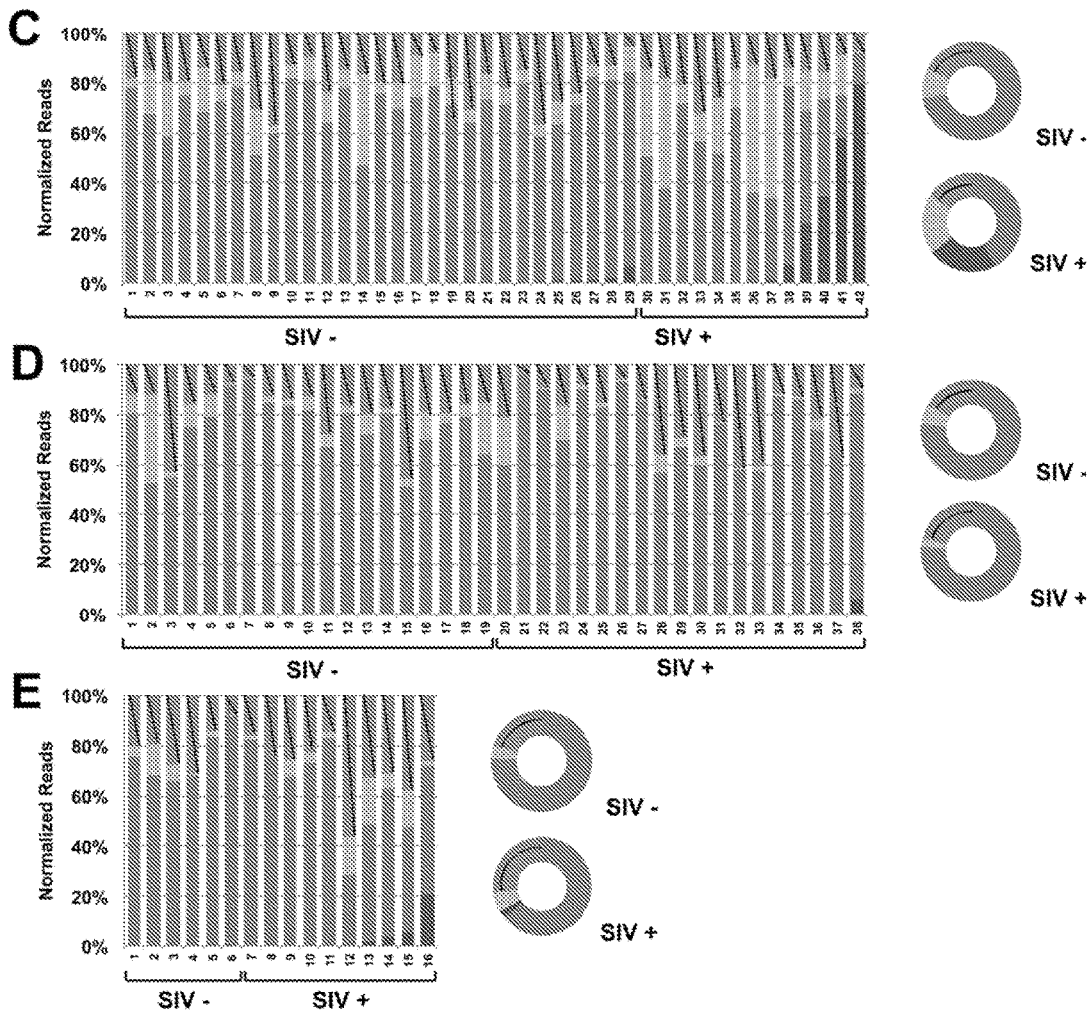 C
Normalized Reads
100%
80%
60%
40%
20%
0%
1 2 3 4 5 6 7 8 9 10 11 12 13 14 15 16 17 18 19 20 21 22 23 24 25 26 27 28 29 30 31 32 33 34 35 36 37 38 39 40 41 42
SIV -
SIV +
SIV -
SIV +
D
Normalized Reads
100%
80%
60%
40%
20%
0%
1 2 3 4 5 6 7 8 9 10 11 12 13 14 15 16 17 18 19 20 21 22 23 24 25 26 27 28 29 30 31 32 33 34 35 36 37 38
SIV -
SIV +
SIV -
SIV +
E
Normalized Reads
100%
80%
60%
40%
20%
0%
1 2 3 4 5 6 7 8 9 10 11 12 13 14 15 16
SIV -
SIV +
SIV -
SIV +